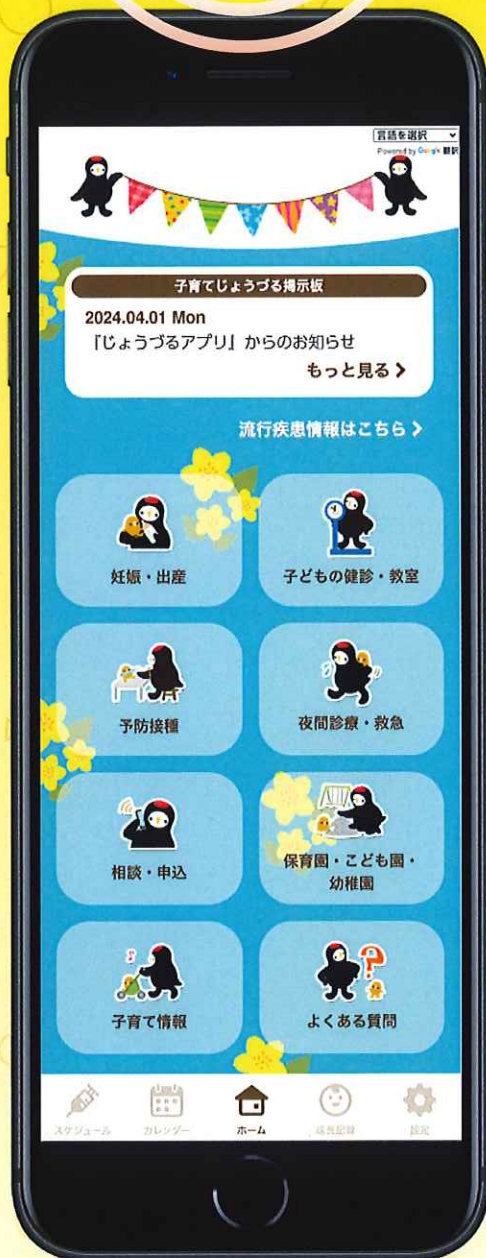 言語を選択
Powered by Google 翻訳
子育てじょうづる掲示板
2024.04.01 Mon
『じょうづるアプリ』からのお知らせ
もっと見る
流行疾患情報はこちら
妊娠・出産
子どもの健診・教室
予防接種
夜間診療・救急
相談・申込
保育園・こども園・
幼稚園
子育て情報
よくある質問
スケジュール
カレンダー
ホーム
成長記録
設定